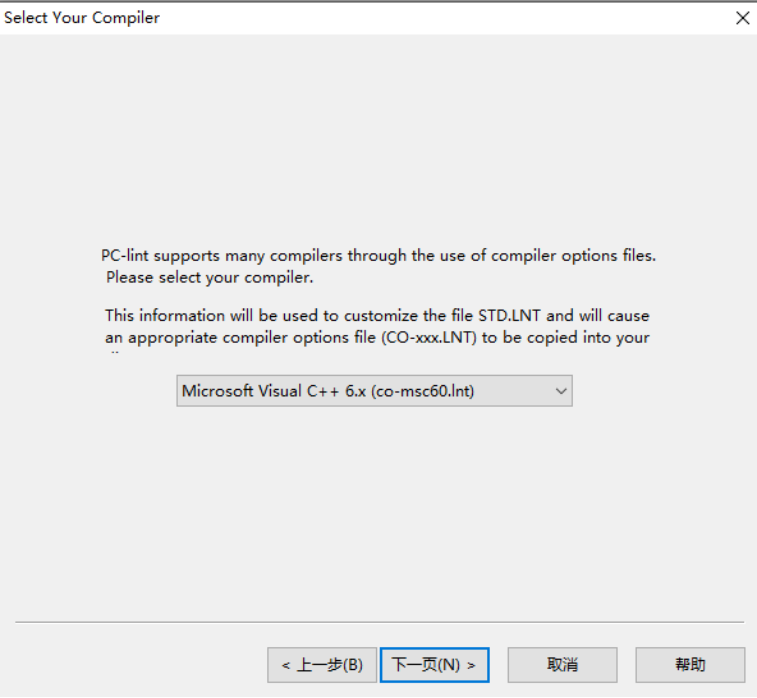 Select Your Compiler
PC-lint supports many compilers through the use of compiler options files.
Please select your compiler.
This information will be used to customize the file STD.LNT and will cause
an appropriate compiler options file (CO-xxx.LNT) to be copied into your
Microsoft Visual C++ 6.x (co-msc60.lnt)
< 上一步(B)
下一页(N) >
取消
帮助